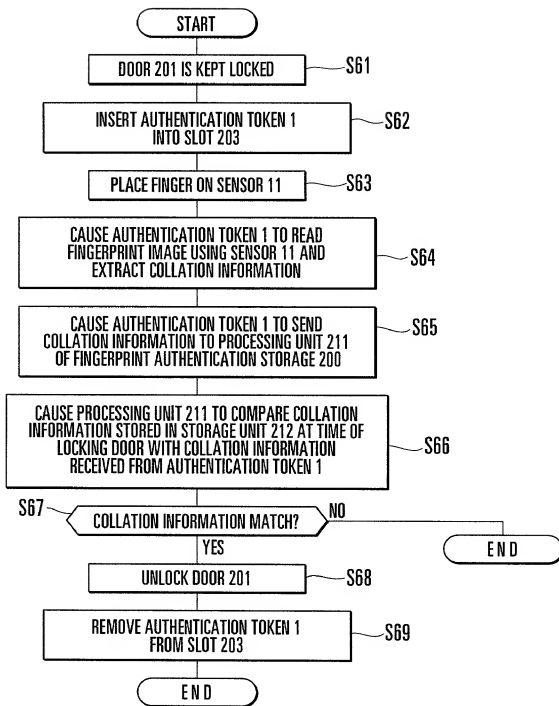 START
DOOR 201 IS KEPT LOCKED
S61
INSERT AUTHENTICATION TOKEN 1
INTO SLOT 203
S62
PLACE FINGER ON SENSOR 11
S63
CAUSE AUTHENTICATION TOKEN 1 TO READ
FINGERPRINT IMAGE USING SENSOR 11 AND
EXTRACT COLLATION INFORMATION
S64
CAUSE AUTHENTICATION TOKEN 1 TO SEND
COLLATION INFORMATION TO PROCESSING UNIT 211
OF FINGERPRINT AUTHENTICATION STORAGE 200
S65
CAUSE PROCESSING UNIT 211 TO COMPARE COLLATION
INFORMATION STORED IN STORAGE UNIT 212 AT TIME OF
LOCKING DOOR WITH COLLATION INFORMATION
RECEIVED FROM AUTHENTICATION TOKEN 1
S66
S67
COLLATION INFORMATION MATCH?
NO
YES
END
UNLOCK DOOR 201
S68
REMOVE AUTHENTICATION TOKEN 1
FROM SLOT 203
S69
END